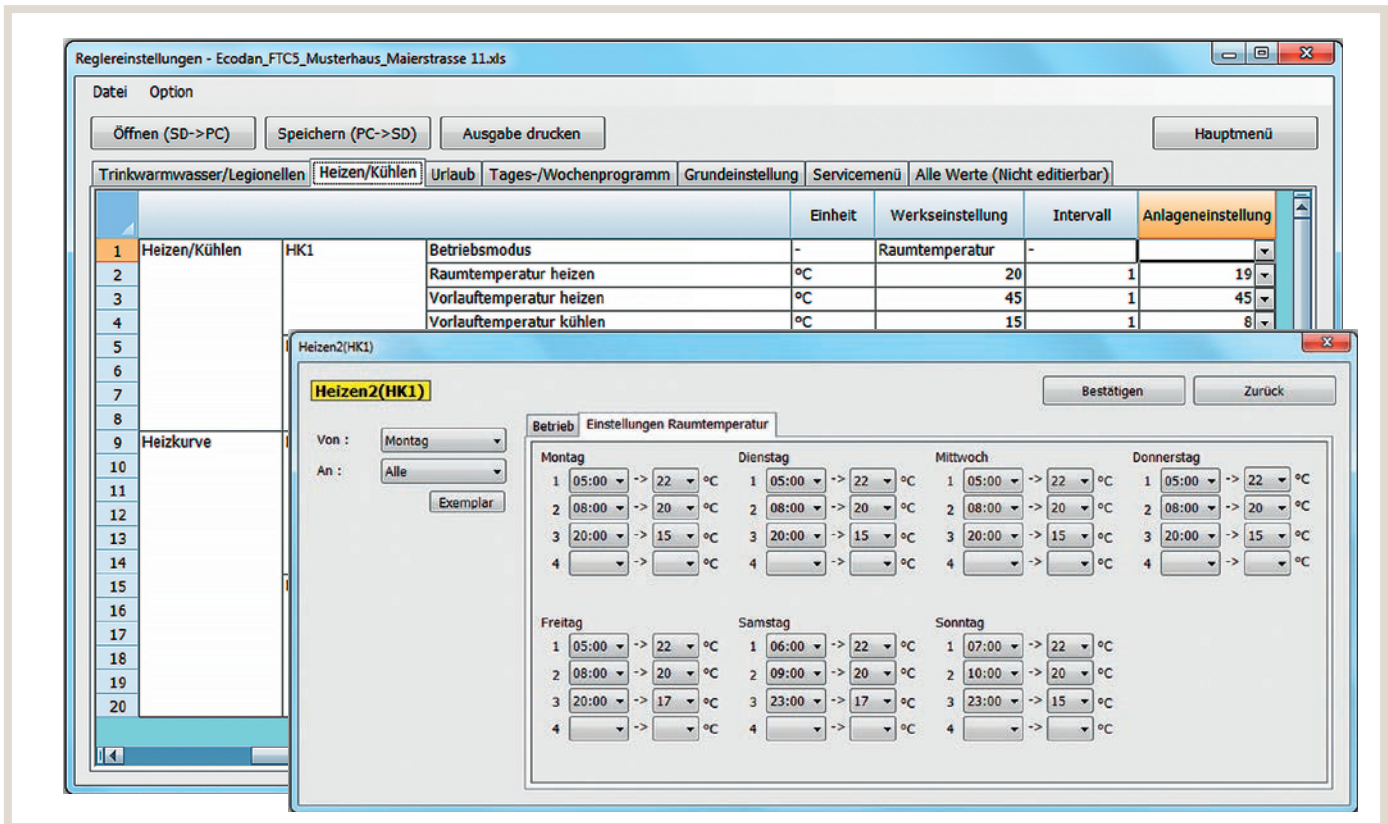 Reglereinstellungen - Ecodan_FTC5_Musterhaus_Maierstrasse 11.xls
Datei Option
Öffnen (SD->PC) Speichern (PC->SD) Ausgabe drucken Hauptmenü
Trinkwarmwasser/Legionellen Heizen/Kühlen Urlaub Tages-/Wochenprogramm Grundeinstellung Servicemenü Alle Werte (Nicht editierbar)
Einheit Werkseinstellung Intervall Anlageneinstellung
1 Heizen/Kühlen HK1 Betriebsmodus - Raumtemperatur -
2 Raumtemperatur heizen °C 20 1 19
3 Vorlauftemperatur heizen °C 45 1 45
4 Vorlauftemperatur kühlen °C 15 1 8
5
6
7
8
9 Heizkurve
10
11
12
13
14
15
16
17
18
19
20
Heizen2(HK1)
Heizen2(HK1) Bestätigen Zurück
Betrieb Einstellungen Raumtemperatur
Von : Montag
An : Alle
Exemplar
Montag Dienstag Mittwoch Donnerstag
1 05:00 -> 22 °C 1 05:00 -> 22 °C 1 05:00 -> 22 °C 1 05:00 -> 22 °C
2 08:00 -> 20 °C 2 08:00 -> 20 °C 2 08:00 -> 20 °C 2 08:00 -> 20 °C
3 20:00 -> 15 °C 3 20:00 -> 15 °C 3 20:00 -> 15 °C 3 20:00 -> 15 °C
4 -> °C 4 -> °C 4 -> °C 4 -> °C
Freitag Samstag Sonntag
1 05:00 -> 22 °C 1 06:00 -> 22 °C 1 07:00 -> 22 °C
2 08:00 -> 20 °C 2 09:00 -> 20 °C 2 10:00 -> 20 °C
3 20:00 -> 17 °C 3 23:00 -> 17 °C 3 23:00 -> 15 °C
4 -> °C 4 -> °C 4 -> °C